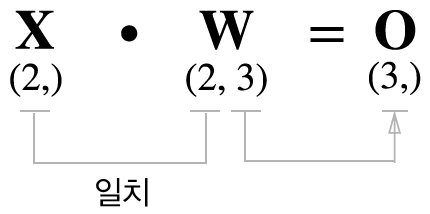 X • W = O
(2,) (2, 3) (3,)
일치